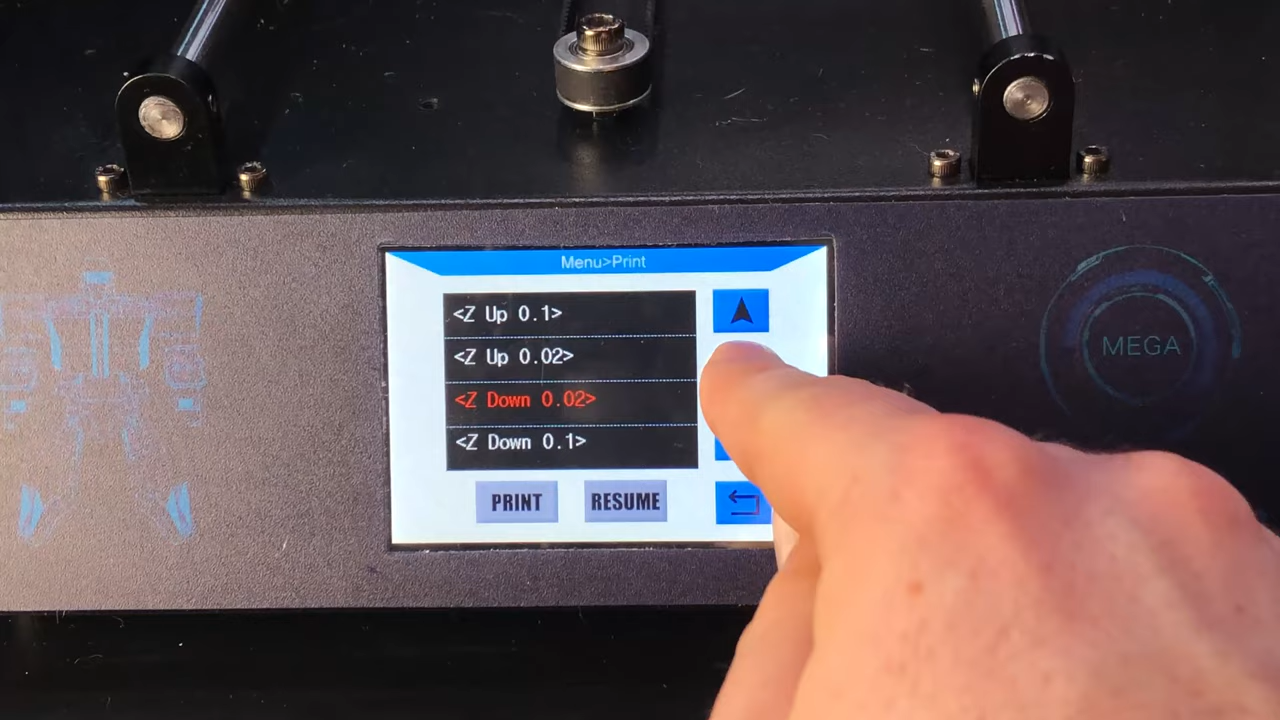 Menu>Print
<Z Up 0.1>
<Z Up 0.02>
<Z Down 0.02>
<Z Down 0.1>
PRINT
RESUME
MEGA